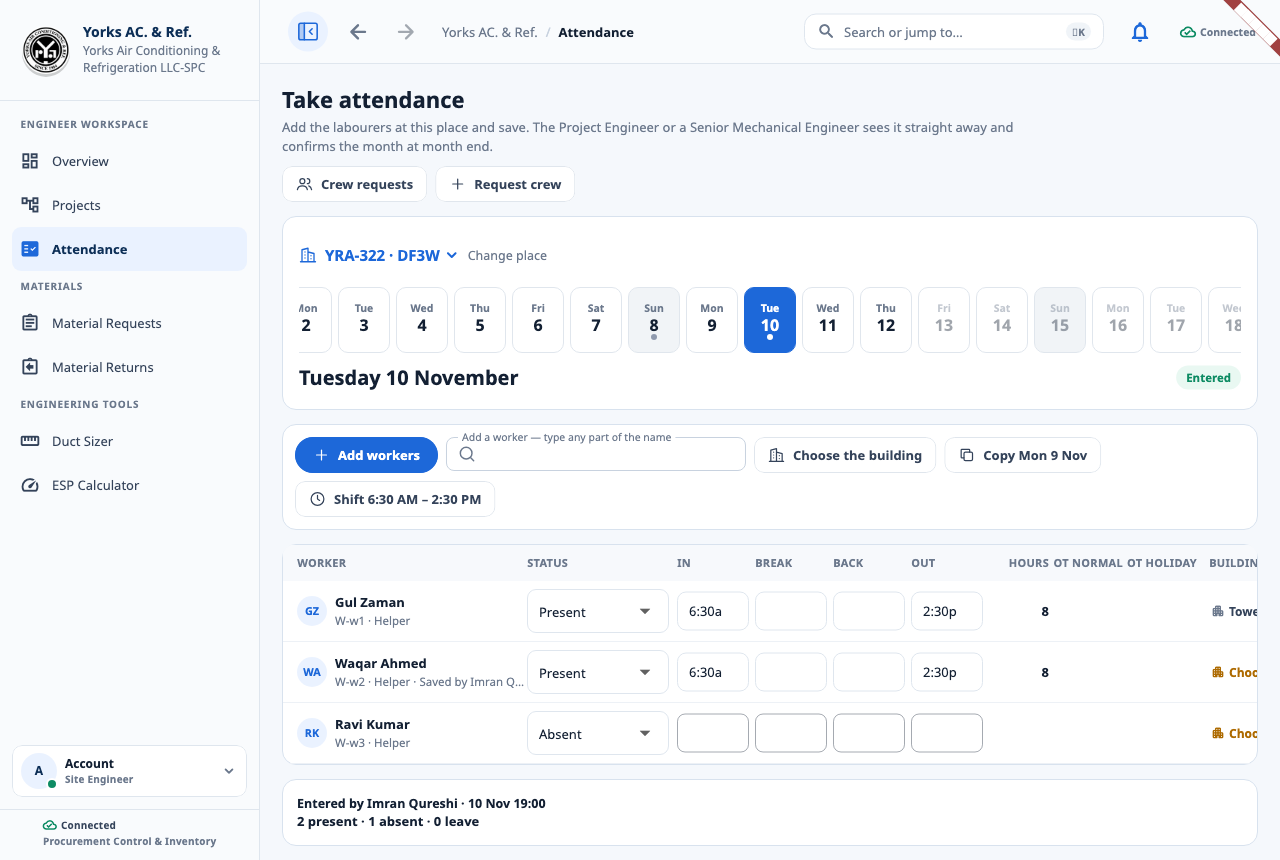 Yorks AC. & Ref.
Yorks Air Conditioning &
Refrigeration LLC-SPC
ENGINEER WORKSPACE
Overview
Projects
Attendance
MATERIALS
Material Requests
Material Returns
ENGINEERING TOOLS
Duct Sizer
ESP Calculator
A
Account
Site Engineer
Connected
Procurement Control & Inventory
Yorks AC. & Ref. / Attendance
Search or jump to...
K
Connected
Take attendance
Add the labourers at this place and save. The Project Engineer or a Senior Mechanical Engineer sees it straight away and
confirms the month at month end.
Crew requests
Request crew
YRA-322 · DF3W
Change place
Mon Tue Wed Thu Fri Sat Sun Mon Tue Wed Thu Fri Sat Sun Mon Tue Wed
2 3 4 5 6 7 8 9 10 11 12 13 14 15 16 17 18
Tuesday 10 November
Entered
Add workers
Add a worker — type any part of the name
Choose the building
Copy Mon 9 Nov
Shift 6:30 AM – 2:30 PM
WORKER STATUS IN BREAK BACK OUT HOURS OT NORMAL OT HOLIDAY BUILDIN
GZ Gul Zaman Present 6:30a 2:30p 8 Towe
W-w1 · Helper
WA Waqar Ahmed Present 6:30a 2:30p 8 Choo
W-w2 · Helper · Saved by Imran Q...
RK Ravi Kumar Absent Choo
W-w3 · Helper
Entered by Imran Qureshi · 10 Nov 19:00
2 present · 1 absent · 0 leave